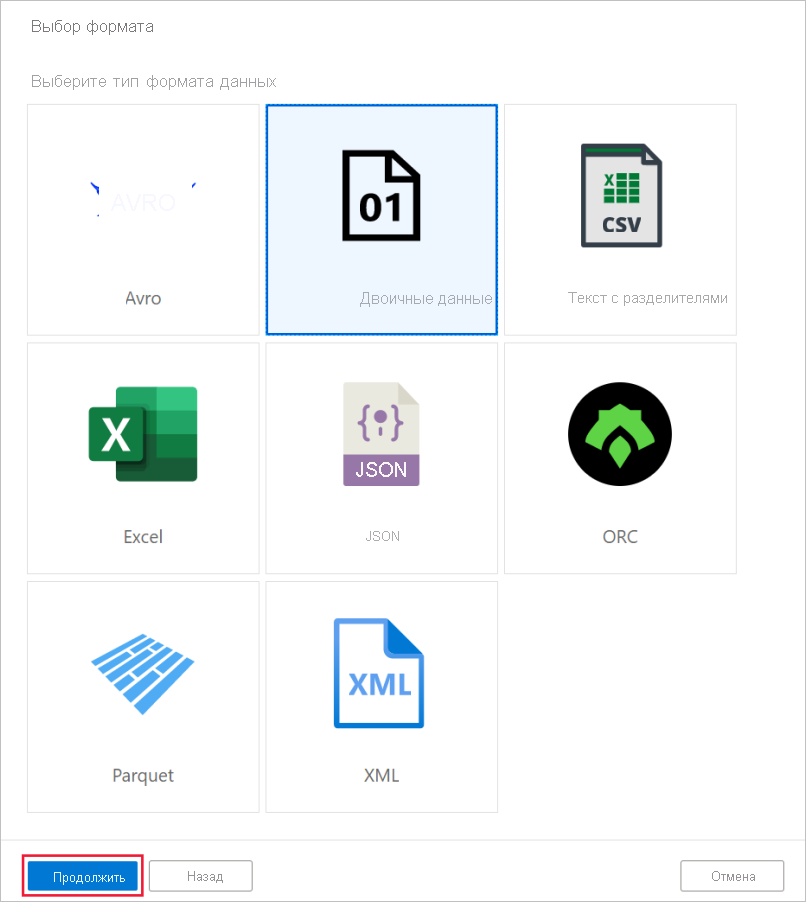 Выбор формата
Выберите тип формата данных
AVRO
01
X
CSV
Avro
Двоичные данные
Текст с разделителями
X
{ }
JSON
Excel
JSON
ORC
XML
Parquet
XML
Продолжить
Назад
Отмена